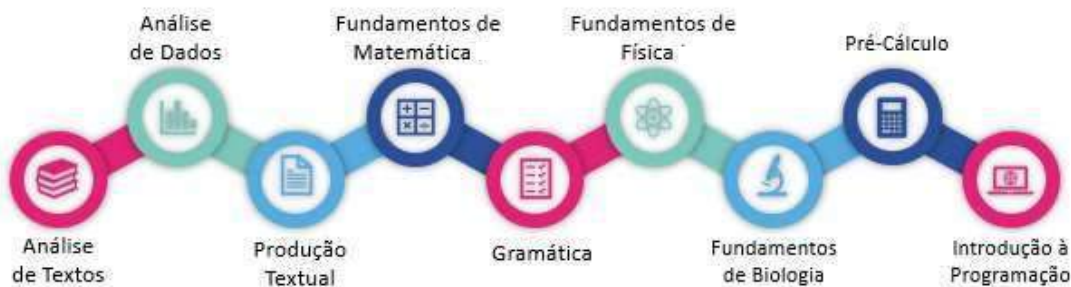 Análise
de Textos
Análise
de Dados
Produção
Textual
Fundamentos de
Matemática
Gramática
Fundamentos de
Física
Fundamentos
de Biologia
Pré-Cálculo
Introdução à
Programação